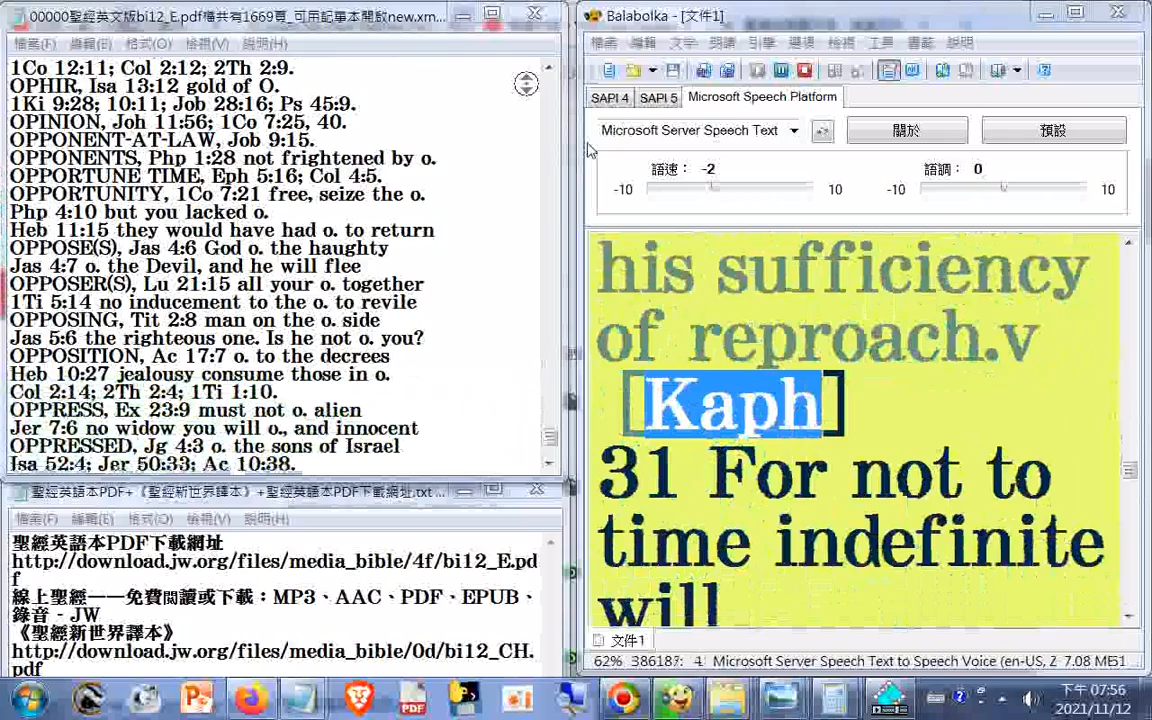 00000聖經英文版bi12_E.pdf檔共有1669頁_可用記事本開啟new.xm...
檔案(F) 編輯(E) 格式(O) 檢視(V) 說明(H)
1Co 12:11; Col 2:12; 2Th 2:9.
OPHIR, Isa 13:12 gold of O.
1Ki 9:28; 10:11; Job 28:16; Ps 45:9.
OPINION, Joh 11:56; 1Co 7:25, 40.
OPPONENT-AT-LAW, Job 9:15.
OPPONENTS, Php 1:28 not frightened by o.
OPPORTUNE TIME, Eph 5:16; Col 4:5.
OPPORTUNITY, 1Co 7:21 free, seize the o.
Php 4:10 but you lacked o.
Heb 11:15 they would have had o. to return
OPPOSE(S), Jas 4:6 God o. the haughty
Jas 4:7 o. the Devil, and he will flee
OPPOSER(S), Lu 21:15 all your o. together
1Ti 5:14 no inducement to the o. to revile
OPPOSING, Tit 2:8 man on the o. side
Jas 5:6 the righteous one. Is he not o. you?
OPPOSITION, Ac 17:7 o. to the decrees
Heb 10:27 jealousy consume those in o.
Col 2:14; 2Th 2:4; 1Ti 1:10.
OPPRESS, Ex 23:9 must not o. alien
Jer 7:6 no widow you will o., and innocent
OPPRESSED, Jg 4:3 o. the sons of Israel
Isa 52:4; Jer 50:33; Ac 10:38.
聖經英語本PDF+《聖經新世界譯本》+聖經英語本PDF下載網址.txt ...
檔案(F) 編輯(E) 格式(O) 檢視(V) 說明(H)
聖經英語本PDF下載網址
http://download.jw.org/files/media_bible/4f/bi12_E.pd
f
線上聖經——免費閱讀或下載：MP3、AAC、PDF、EPUB、
錄音 - JW
《聖經新世界譯本》
http://download.jw.org/files/media_bible/0d/bi12_CH.
pdf
Balabolka - [文件1]
檔案 編輯 文字 朗讀 引擎 選項 檢視 工具 書籤 說明
SAPI 4 SAPI 5 Microsoft Speech Platform
Microsoft Server Speech Text 關於 預設
語速： -2 語調： 0
-10 10 -10 10
his sufficiency
of reproach.v
[Kaph]
31 For not to
time indefinite
will
文件1
62% 386187: 4 Microsoft Server Speech Text to Speech Voice (en-US, Z 7.08 ME51
PDF
下午 07:56
2021/11/12